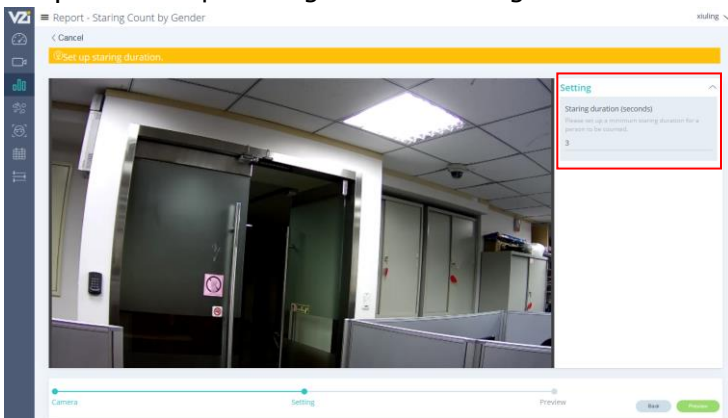 VZi
Report - Staring Count by Gender
xiuling
< Cancel
Set up staring duration.
Setting
Staring duration (seconds)
Please set up a minimum staring duration for a
person to be counted.
3
Camera
Setting
Preview
Back
Preview